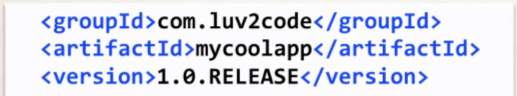 <groupId>com.luv2code</groupId>
<artifactId>mycoolapp</artifactId>
<version>1.0.RELEASE</version>